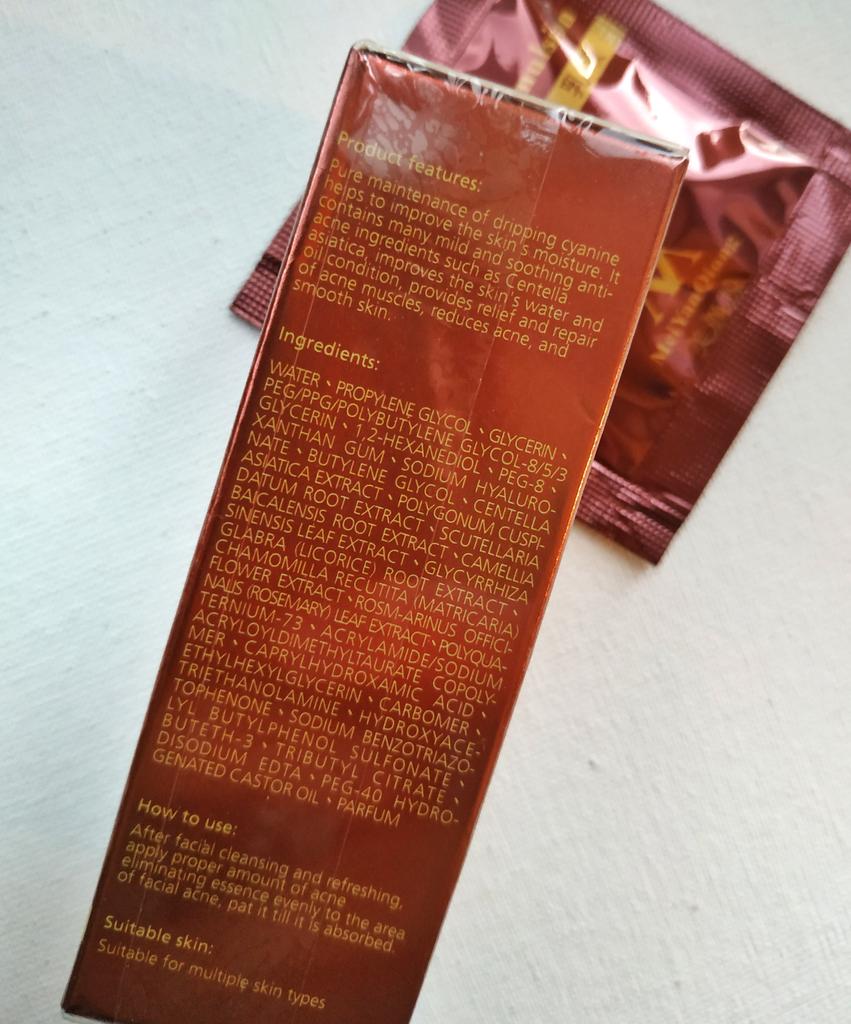 Product features:
Pure maintenance of dripping cyanine
helps to improve the skin's moisture. It
contains many mild and soothing anti-
acne ingredients such as Centella
asiatica, improves the skin's water and
oil condition, provides relief and repair
of acne muscles, reduces acne, and
smooth skin.
Ingredients:
WATER、PROPYLENE GLYCOL、GLYCERIN、
PEG/PPG/POLYBUTYLENE GLYCOL-8/5/3
GLYCERIN、1,2-HEXANEDIOL、PEG-8、
XANTHAN GUM、SODIUM HYALURO-
NATE、BUTYLENE GLYCOL、CENTELLA
ASIATICA EXTRACT、POLYGONUM CUSPI-
DATUM ROOT EXTRACT、SCUTELLARIA
BAICALENSIS ROOT EXTRACT、CAMELLIA
SINENSIS LEAF EXTRACT、GLYCYRRHIZA
GLABRA (LICORICE) ROOT EXTRACT、
CHAMOMILLA RECUTITA (MATRICARIA)
FLOWER EXTRACT、ROSM-ARINUS OFFICI-
NALIS (ROSEMARY) LEAF EXTRACT、POLYQUA-
TERNIUM-73、ACRYLAMIDE/SODIUM
ACRYLOYLDIMETHYLTAURATE COPOLY-
MER、CAPRYLHYDROXAMIC ACID、
ETHYLHEXYLGLYCERIN、CARBOMER、
TRIETHANOLAMINE、HYDROXYACE-
TOPHENONE、SODIUM BENZOTRIAZO-
LYL BUTYLPHENOL SULFONATE、
BUTETH-3、TRIBUTYL CITRATE、
DISODIUM EDTA、PEG-40 HYDRO-
GENATED CASTOR OIL、PARFUM
How to use:
After facial cleansing and refreshing,
apply proper amount of acne
eliminating essence evenly to the area
of facial acne, pat it till it is absorbed.
Suitable skin:
Suitable for multiple skin types